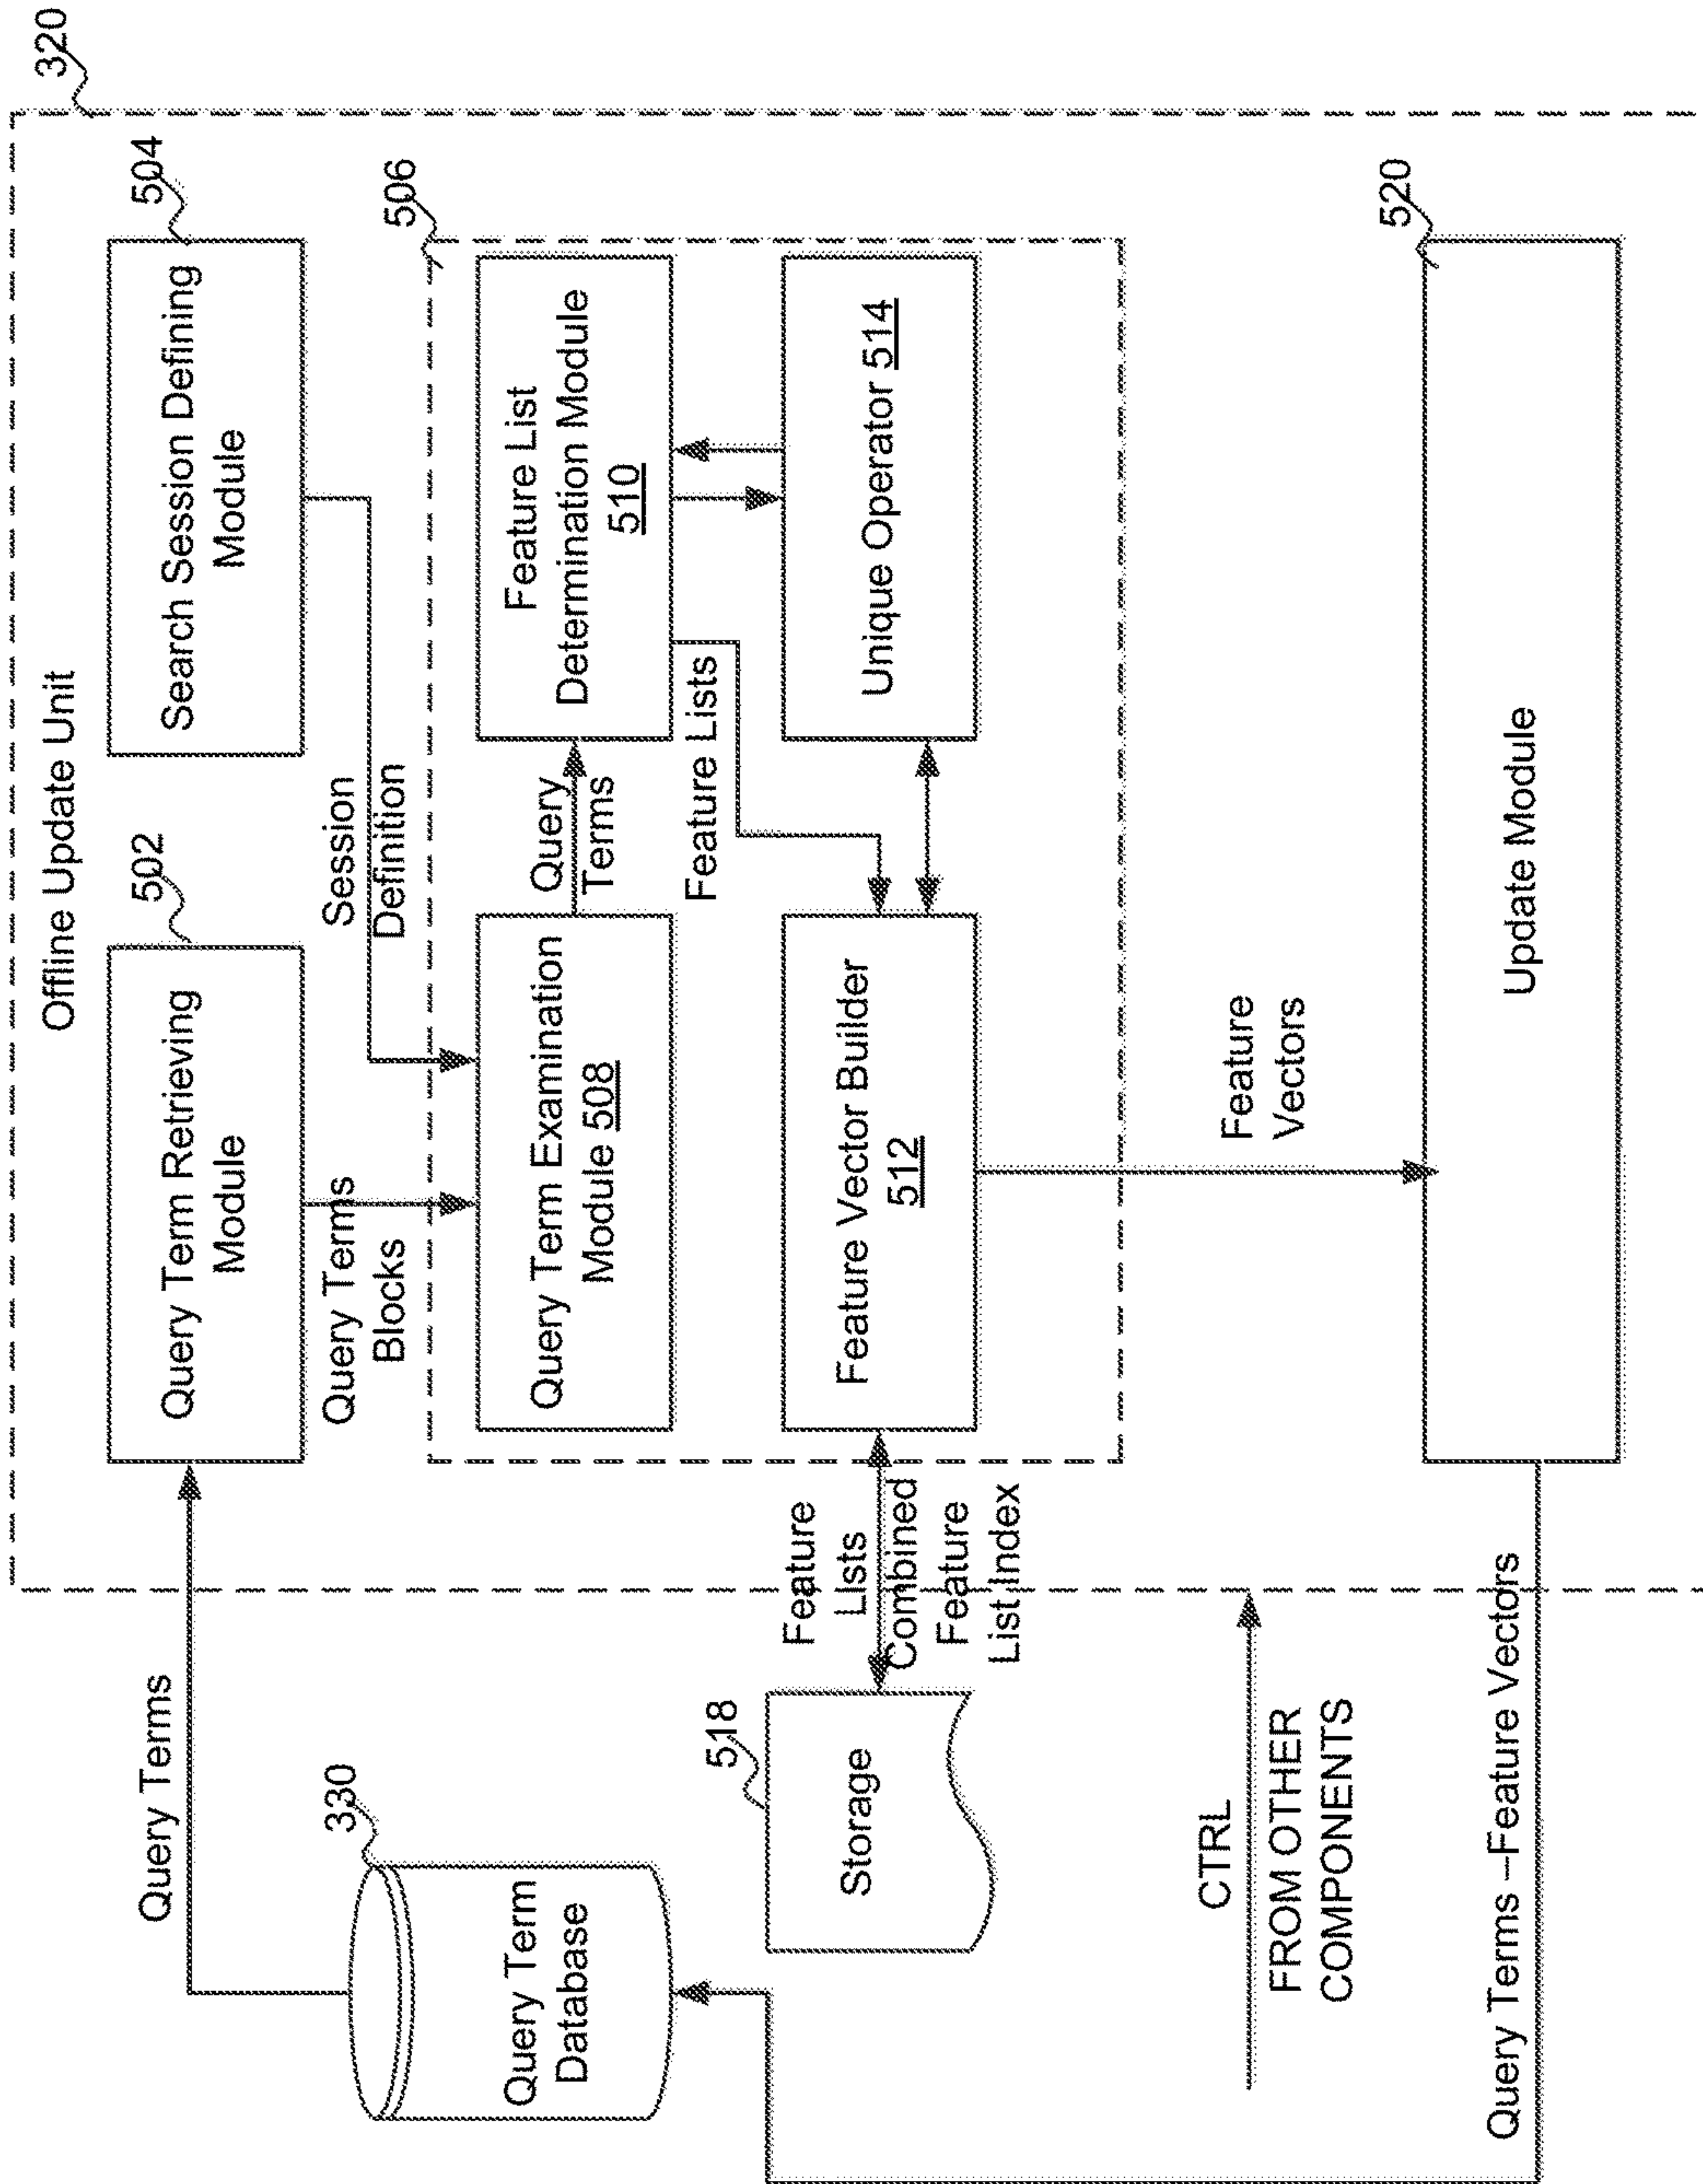 Offline Update Unit
320
Query Terms
Query Term Retrieving
Module
502
Search Session Defining
Module
504
330
Query Term
Database
Query Terms
Blocks
Session
Definition
506
Query Term Examination
Module 508
Query
Terms
Feature List
Determination Module
510
Feature Lists
518
Storage
Feature
Lists
Combined
Feature
List Index
Feature Vector Builder
512
Unique Operator 514
CTRL
FROM OTHER
COMPONENTS
Feature
Vectors
520
Update Module
Query Terms –Feature Vectors